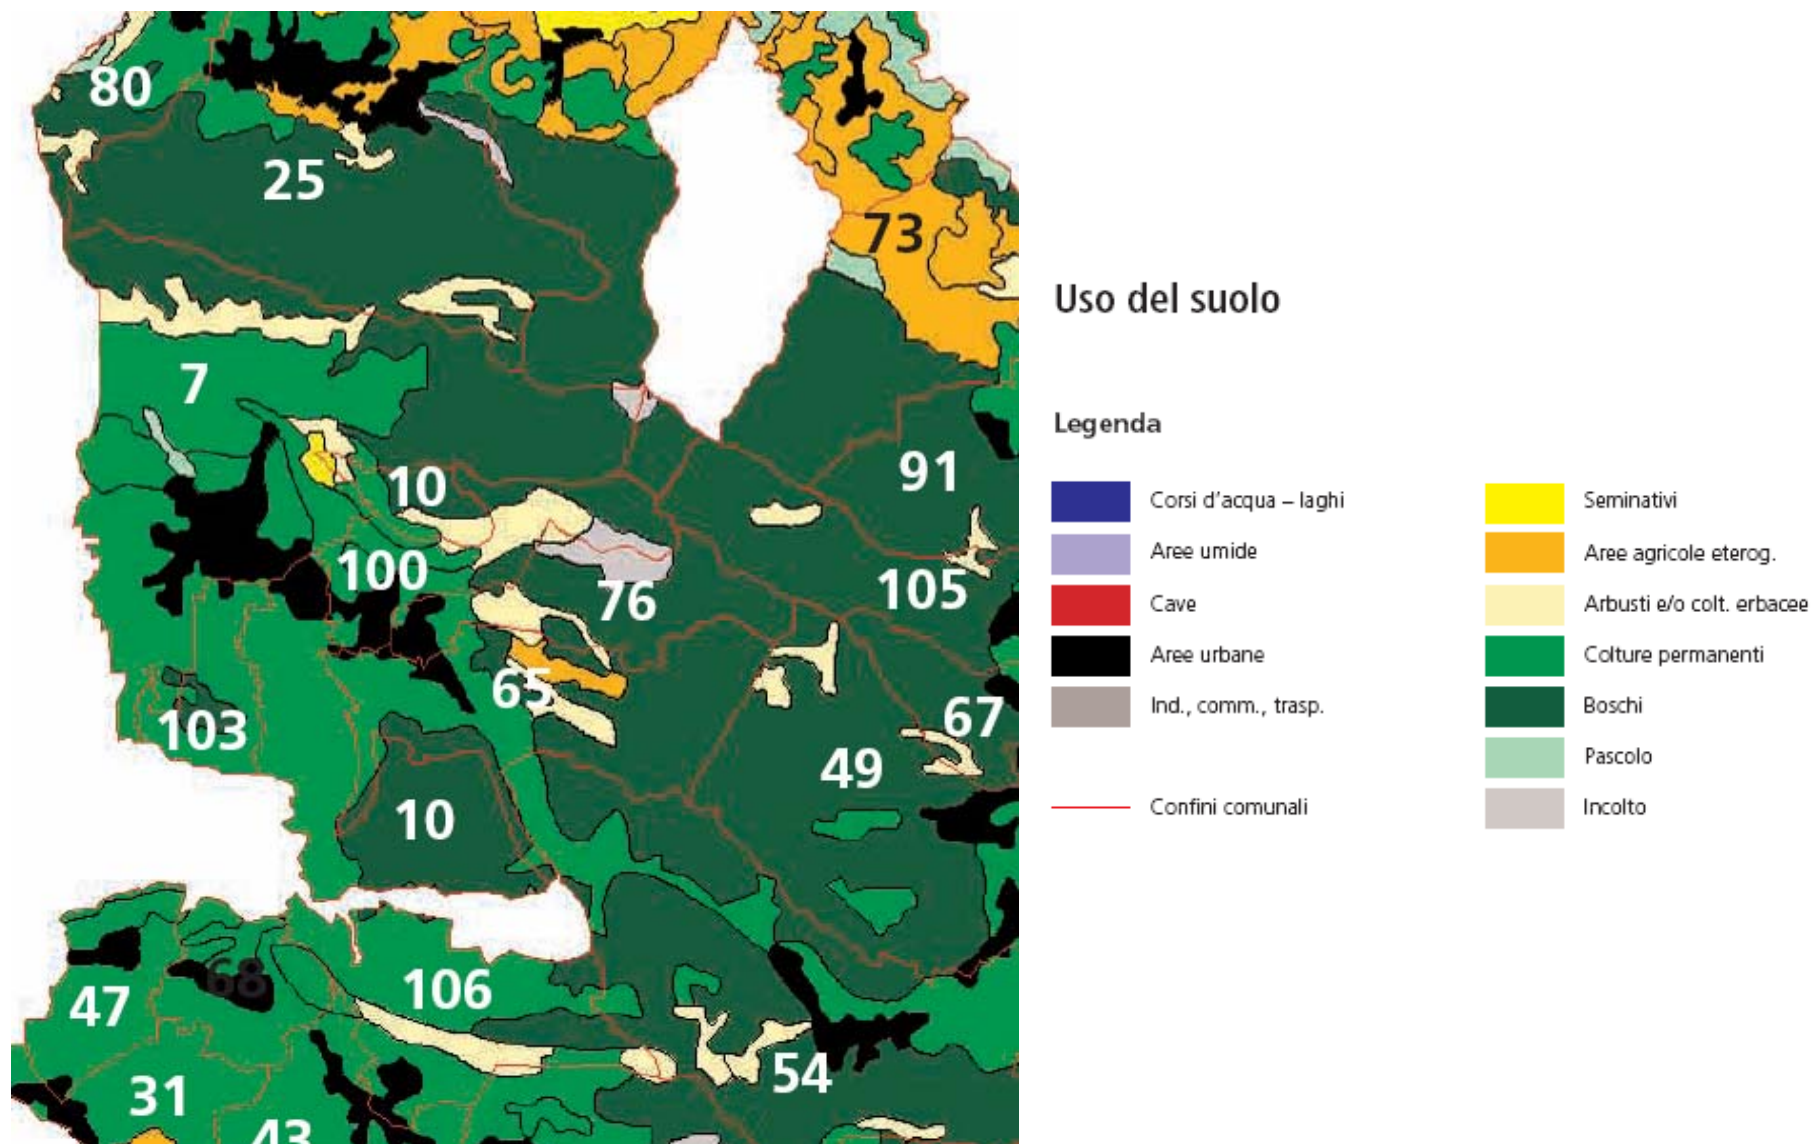 80
25
73
7
10
91
100
76
105
65
103
67
49
10
68
106
47
54
31
43
Uso del suolo
Legenda
Corsi d'acqua – laghi
Aree umide
Cave
Aree urbane
Ind., comm., trasp.
Confini comunali
Seminativi
Aree agricole eterog.
Arbusti e/o colt. erbacee
Colture permanenti
Boschi
Pascolo
Incolto